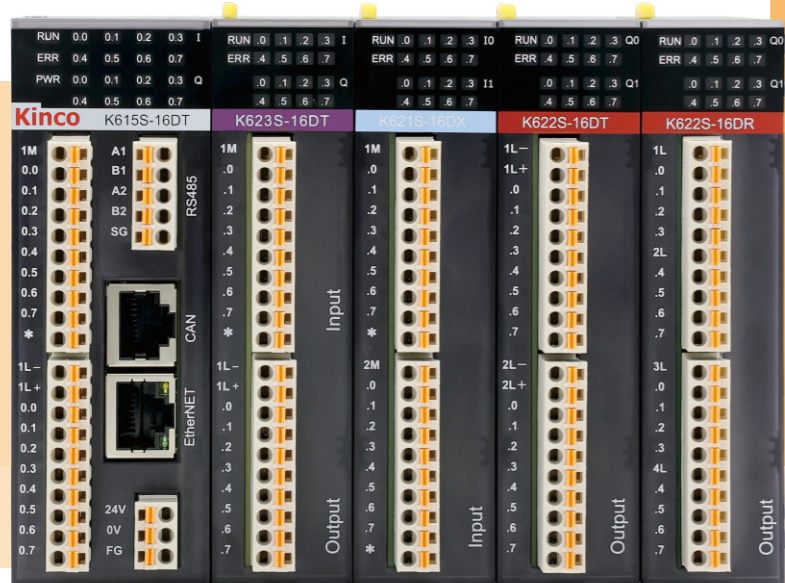 RUN 0.0 0.1 0.2 0.3 I
ERR 0.4 0.5 0.6 0.7
PWR 0.0 0.1 0.2 0.3 Q
0.4 0.5 0.6 0.7
Kinco K615S-16DT
1M
0.0
0.1
0.2
0.3
0.4
0.5
0.6
0.7
*
1L-
1L+
0.0
0.1
0.2
0.3
0.4
0.5
0.6
0.7
A1
B1
A2
B2
SG
RS485
CAN
EtherNET
24V
0V
FG
RUN .0 .1 .2 .3 I
ERR .4 .5 .6 .7
.0 .1 .2 .3 Q
.4 .5 .6 .7
K623S-16DT
1M
.0
.1
.2
.3
.4
.5
.6
.7
*
Input
1L-
1L+
.0
.1
.2
.3
.4
.5
.6
.7
Output
RUN .0 .1 .2 .3 I0
ERR .4 .5 .6 .7
.0 .1 .2 .3 I1
.4 .5 .6 .7
K621S-16DX
1M
.0
.1
.2
.3
.4
.5
.6
.7
*
2M
.0
.1
.2
.3
.4
.5
.6
.7
*
Input
RUN .0 .1 .2 .3 Q0
ERR .4 .5 .6 .7
.0 .1 .2 .3 Q1
.4 .5 .6 .7
K622S-16DT
1L-
1L+
.0
.1
.2
.3
.4
.5
.6
.7
2L-
2L+
.0
.1
.2
.3
.4
.5
.6
.7
Output
RUN .0 .1 .2 .3 Q0
ERR .4 .5 .6 .7
.0 .1 .2 .3 Q1
.4 .5 .6 .7
K622S-16DR
1L
.0
.1
.2
.3
2L
.4
.5
.6
.7
3L
.0
.1
.2
.3
4L
.4
.5
.6
.7
Output